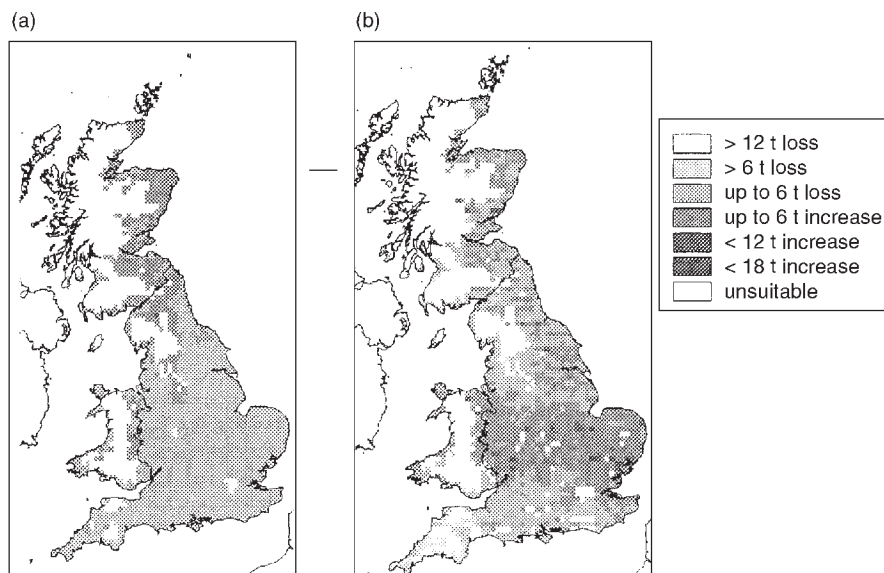 (a)
(b)
> 12 t loss
> 6 t loss
up to 6 t loss
up to 6 t increase
< 12 t increase
< 18 t increase
unsuitable